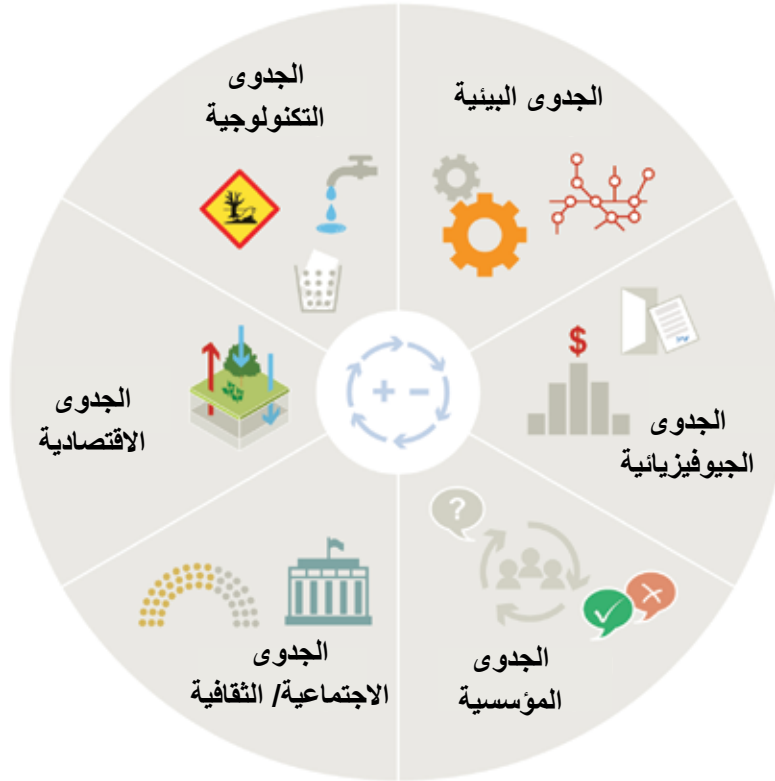 الجدوى البيئية
الجدوى
التكنولوجية
$
الجدوى
الجيوفيزيائية
الجدوى
الاقتصادية
+ -
?
الجدوى
المؤسسية
الجدوى
الاجتماعية/ الثقافية